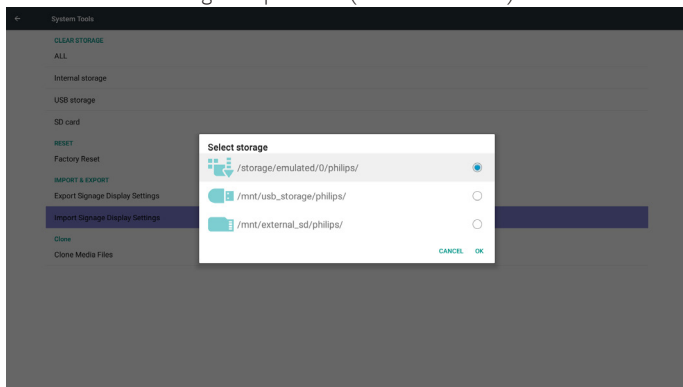 System Tools
CLEAR STORAGE
ALL
Internal storage
USB storage
SD card
RESET
Factory Reset
IMPORT & EXPORT
Export Signage Display Settings
Import Signage Display Settings
Clone
Clone Media Files
Select storage
/storage/emulated/0/philips/
/mnt/usb_storage/philips/
/mnt/external_sd/philips/
CANCEL OK